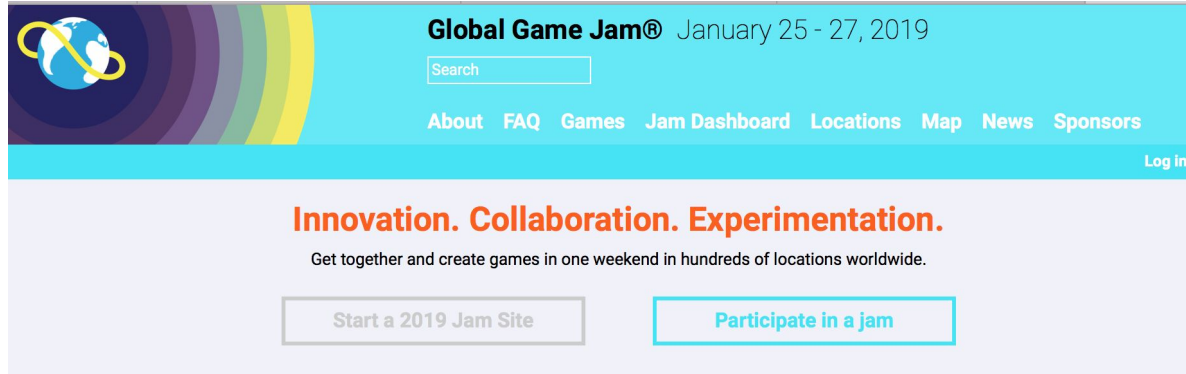 Global Game Jam® January 25 - 27, 2019
Search
About FAQ Games Jam Dashboard Locations Map News Sponsors
Log in
Innovation. Collaboration. Experimentation.
Get together and create games in one weekend in hundreds of locations worldwide.
Start a 2019 Jam Site Participate in a jam